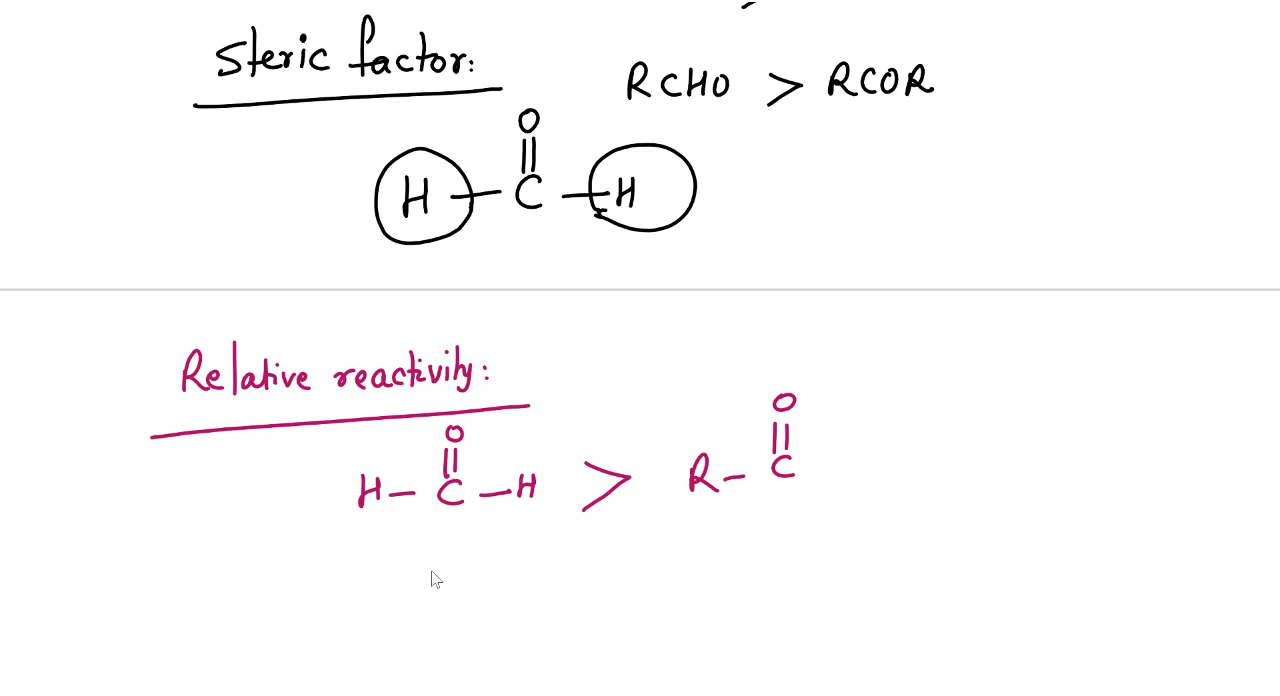 Steric factor:
RCHO > RCOR
O
||
H - C - H
Relative reactivity:
O
||
H - C - H > R - C
O
||